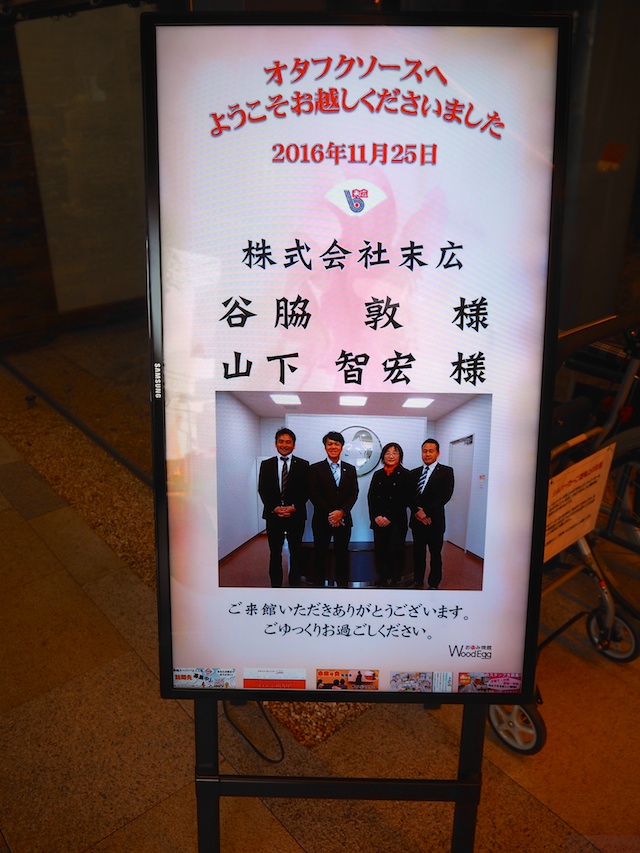 オタフクソースへ
ようこそお越しくださいました
2016年11月25日
株式会社末広
谷脇 敦 様
山下 智宏 様
ご来館いただきありがとうございます。
ごゆっくりお過ごしください。
WoodEgg
SAMSUNG